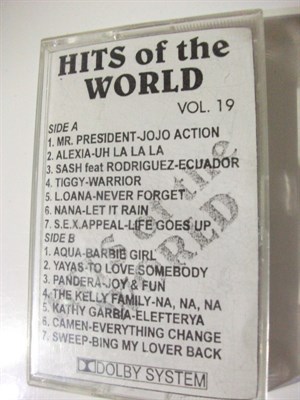 HITS of the
WORLD
VOL. 19
SIDE A
1. MR. PRESIDENT-JOJO ACTION
2. ALEXIA-UH LA LA LA
3. SASH feat RODRIGUEZ-ECUADOR
4. TIGGY-WARRIOR
5. L.OANA-NEVER FORGET
6. NANA-LET IT RAIN
7. S.E.X.APPEAL-LIFE GOES UP
SIDE B
1. AQUA-BARBIE GIRL
2. YAYAS-TO LOVE SOMEBODY
3. PANDERA-JOY & FUN
4. THE KELLY FAMILY-NA, NA, NA
5. KATHY GARBIA-ELEFTERYA
6. CAMEN-EVERYTHING CHANGE
7. SWEEP-BING MY LOVER BACK
DOLBY SYSTEM
of the
WORLD